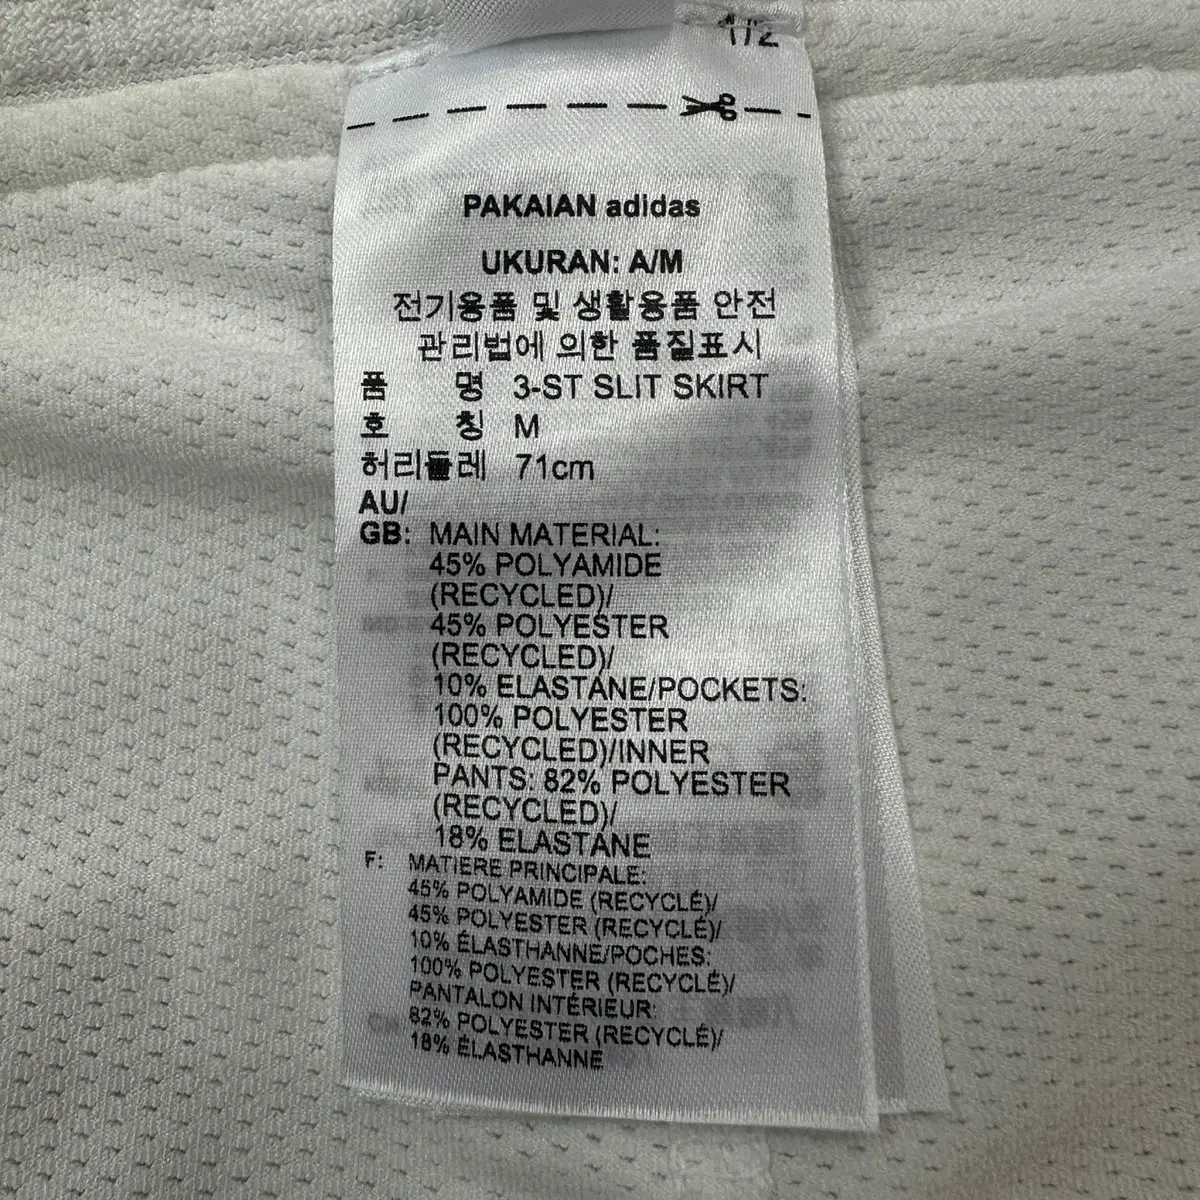 1/2
PAKAIAN adidas
UKURAN: A/M
전기용품 및 생활용품 안전
관리법에 의한 품질표시
품 명 3-ST SLIT SKIRT
호 칭 M
허리둘레 71cm
AU/
GB: MAIN MATERIAL:
45% POLYAMIDE
(RECYCLED)/
45% POLYESTER
(RECYCLED)/
10% ELASTANE/POCKETS:
100% POLYESTER
(RECYCLED)/INNER
PANTS: 82% POLYESTER
(RECYCLED)/
18% ELASTANE
F: MATIERE PRINCIPALE:
45% POLYAMIDE (RECYCLÉ)/
45% POLYESTER (RECYCLÉ)/
10% ÉLASTHANNE/POCHES:
100% POLYESTER (RECYCLÉ)/
PANTALON INTÉRIEUR:
82% POLYESTER (RECYCLÉ)/
18% ÉLASTHANNE